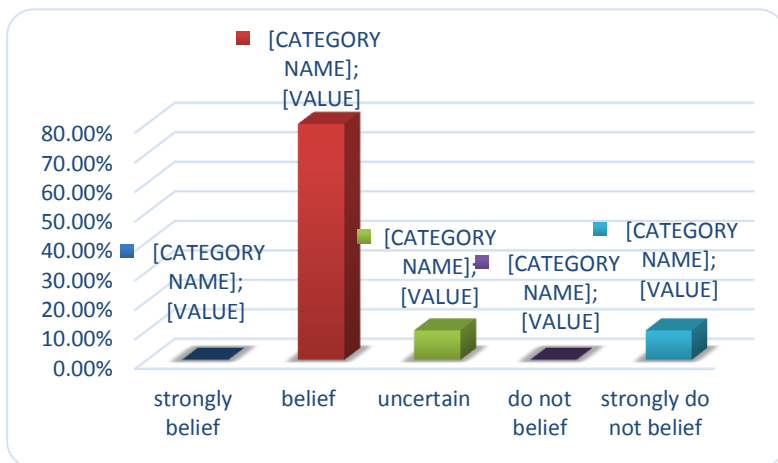 [CATEGORY
NAME];
[VALUE]
80.00%
70.00%
60.00%
50.00%
40.00%
30.00%
20.00%
10.00%
0.00%
[CATEGORY
NAME];
[VALUE]
[CATEGORY
NAME];
[VALUE]
[CATEGORY
NAME];
[VALUE]
[CATEGORY
NAME];
[VALUE]
strongly
belief
belief
uncertain
do not
belief
strongly do
not belief